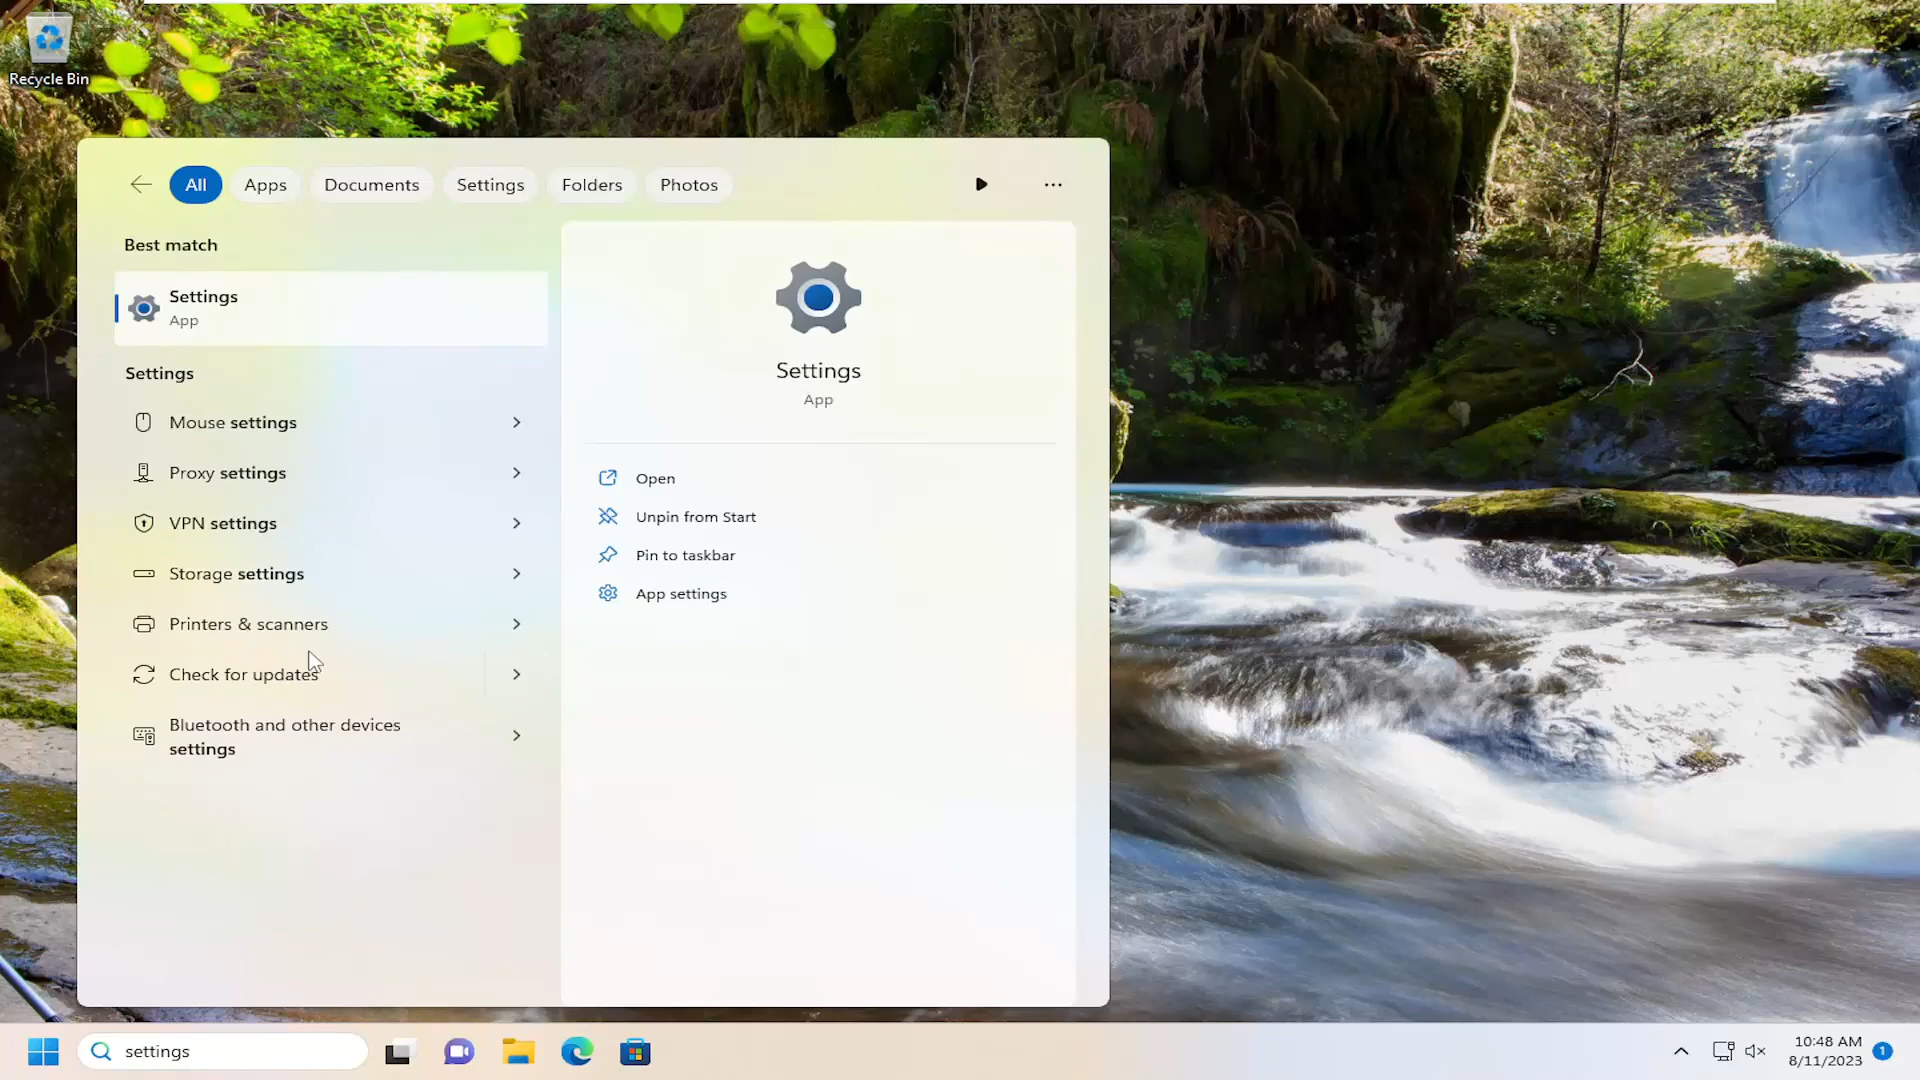 Recycle Bin
All
Apps
Documents
Settings
Folders
Photos
...
Best match
Settings
App
Settings
Mouse settings
Proxy settings
VPN settings
Storage settings
Printers & scanners
Check for updates
Bluetooth and other devices
settings
Settings
App
Open
Unpin from Start
Pin to taskbar
App settings
settings
10:48 AM
8/11/2023
1